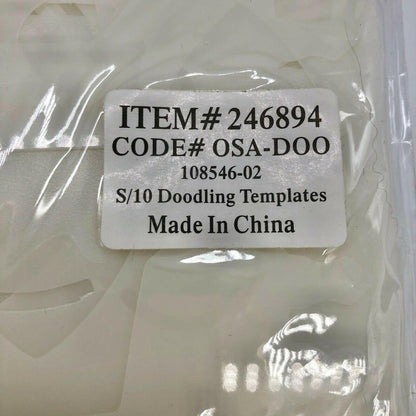 ITEM# 246894
CODE# OSA-DOO
108546-02
S/10 Doodling Templates
Made In China